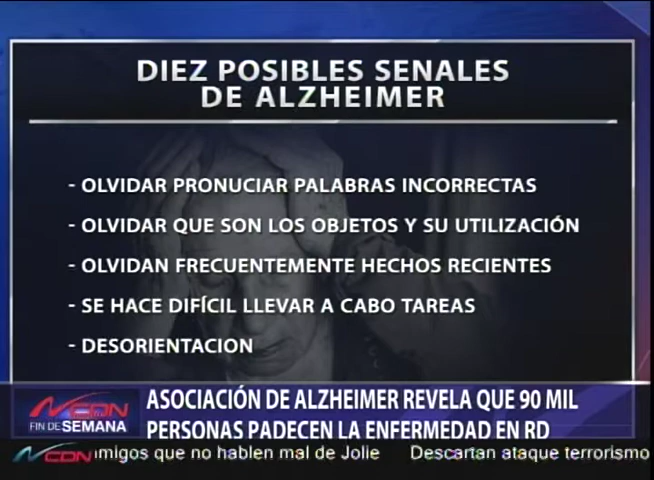 DIEZ POSIBLES SENALES
DE ALZHEIMER
- OLVIDAR PRONUCIAR PALABRAS INCORRECTAS
- OLVIDAR QUE SON LOS OBJETOS Y SU UTILIZACIÓN
- OLVIDAN FRECUENTEMENTE HECHOS RECIENTES
- SE HACE DIFÍCIL LLEVAR A CABO TAREAS
- DESORIENTACION
CDN
FIN DE SEMANA
ASOCIACIÓN DE ALZHEIMER REVELA QUE 90 MIL
PERSONAS PADECEN LA ENFERMEDAD EN RD
CDN migos que no hablen mal de Jolie Descartan ataque terrorismo